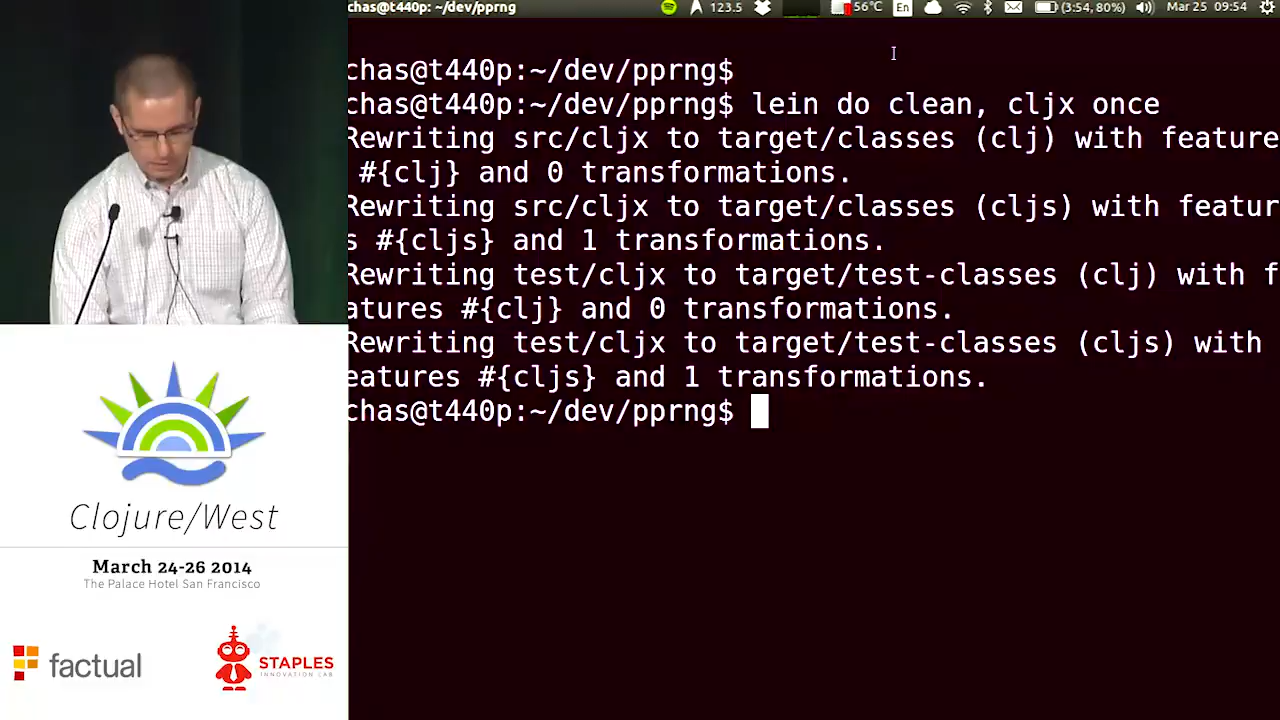 chas@t440p: ~/dev/pprng
123.5
56°C
En
(3:54, 80%)
Mar 25
09:54
chas@t440p:~/dev/pprng$
chas@t440p:~/dev/pprng$ lein do clean, cljx once
Rewriting src/cljx to target/classes (clj) with feature
#{clj} and 0 transformations.
Rewriting src/cljx to target/classes (cljs) with featur
s #{cljs} and 1 transformations.
Rewriting test/cljx to target/test-classes (clj) with f
atures #{clj} and 0 transformations.
Rewriting test/cljx to target/test-classes (cljs) with
eatures #{cljs} and 1 transformations.
chas@t440p:~/dev/pprng$
Clojure/West
March 24-26 2014
The Palace Hotel San Francisco
factual
STAPLES
INNOVATION LAB